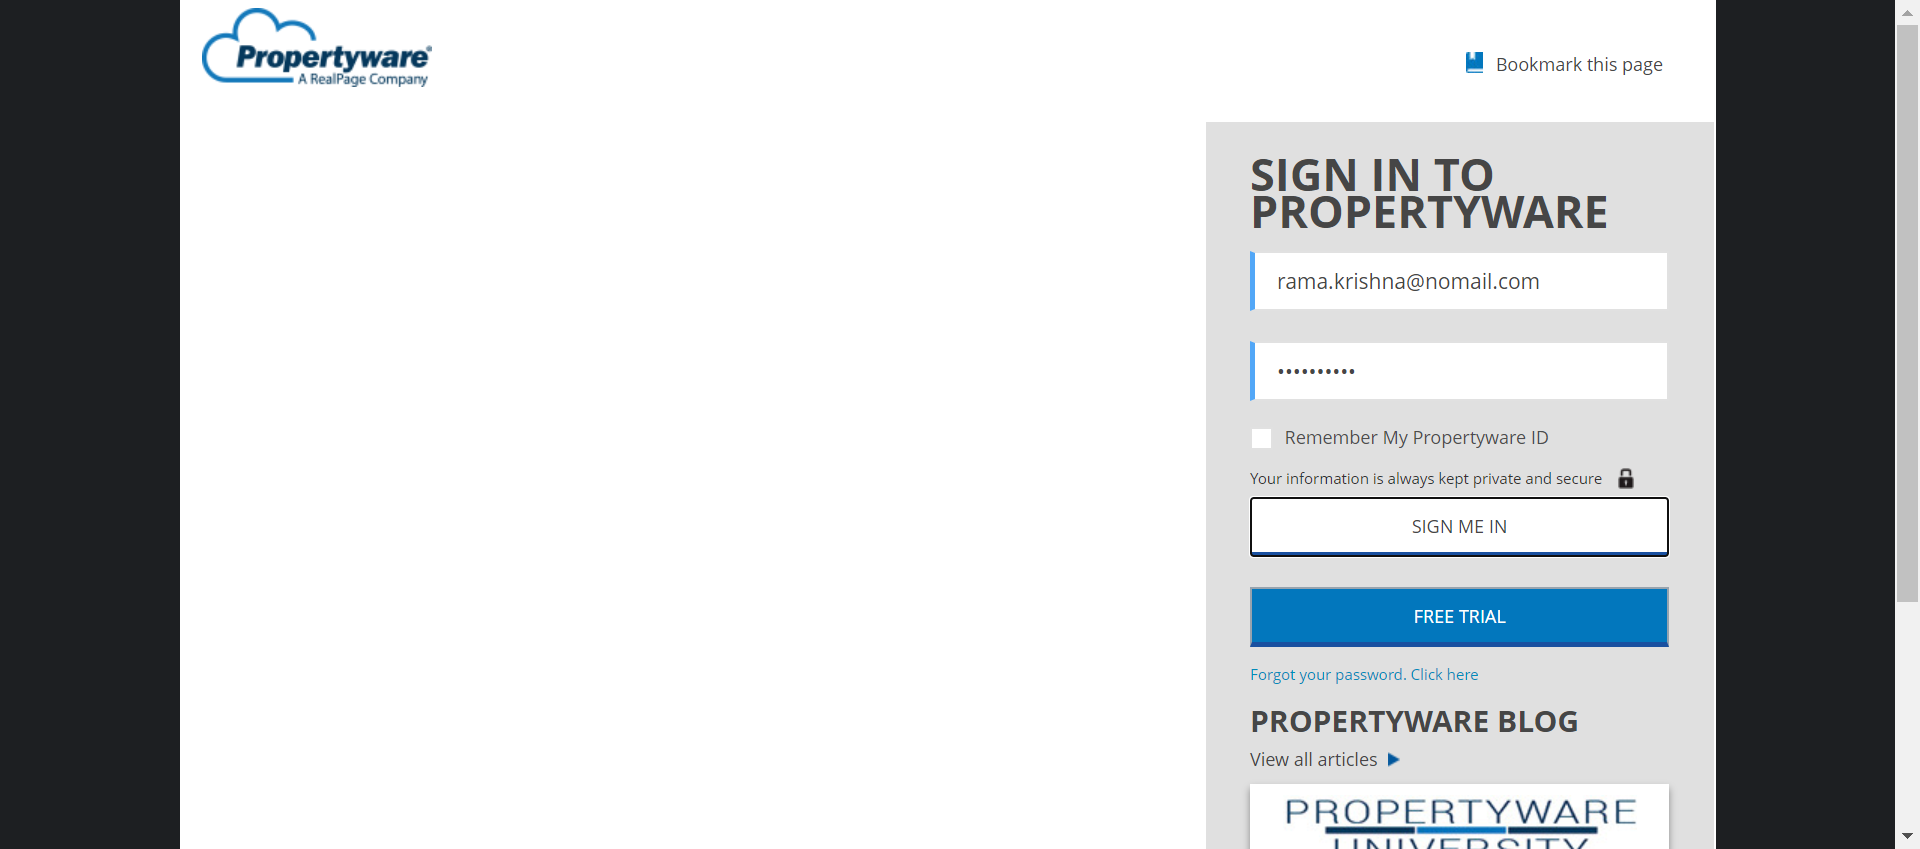 Propertyware®
A RealPage Company
Bookmark this page
SIGN IN TO
PROPERTYWARE
rama.krishna@nomail.com
••••••••••
Remember My Propertyware ID
Your information is always kept private and secure
SIGN ME IN
FREE TRIAL
Forgot your password. Click here
PROPERTYWARE BLOG
View all articles
PROPERTYWARE
UNIVERSITY